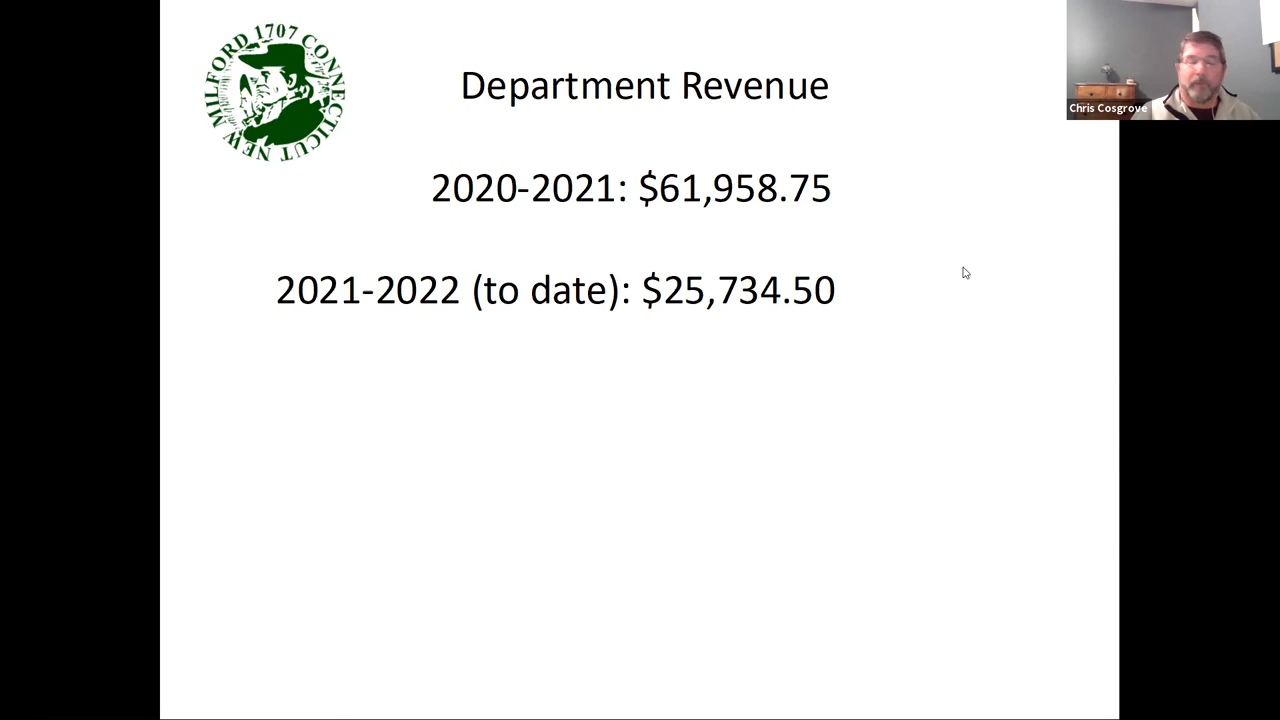 NEW MILFORD 1707 CONNECTICUT
Department Revenue
Chris Cosgrove
2020-2021: $61,958.75
2021-2022 (to date): $25,734.50